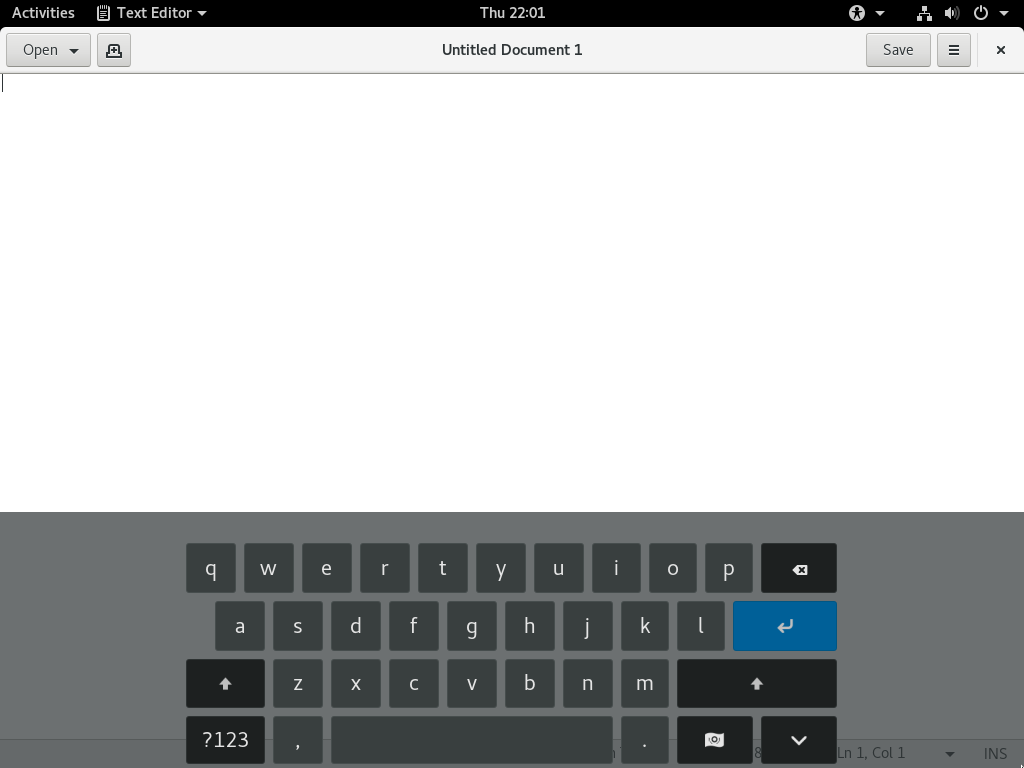 Activities Text Editor Thu 22:01
Open Untitled Document 1 Save
q w e r t y u i o p
a s d f g h j k l
z x c v b n m
?123 , .
Ln 1, Col 1 INS